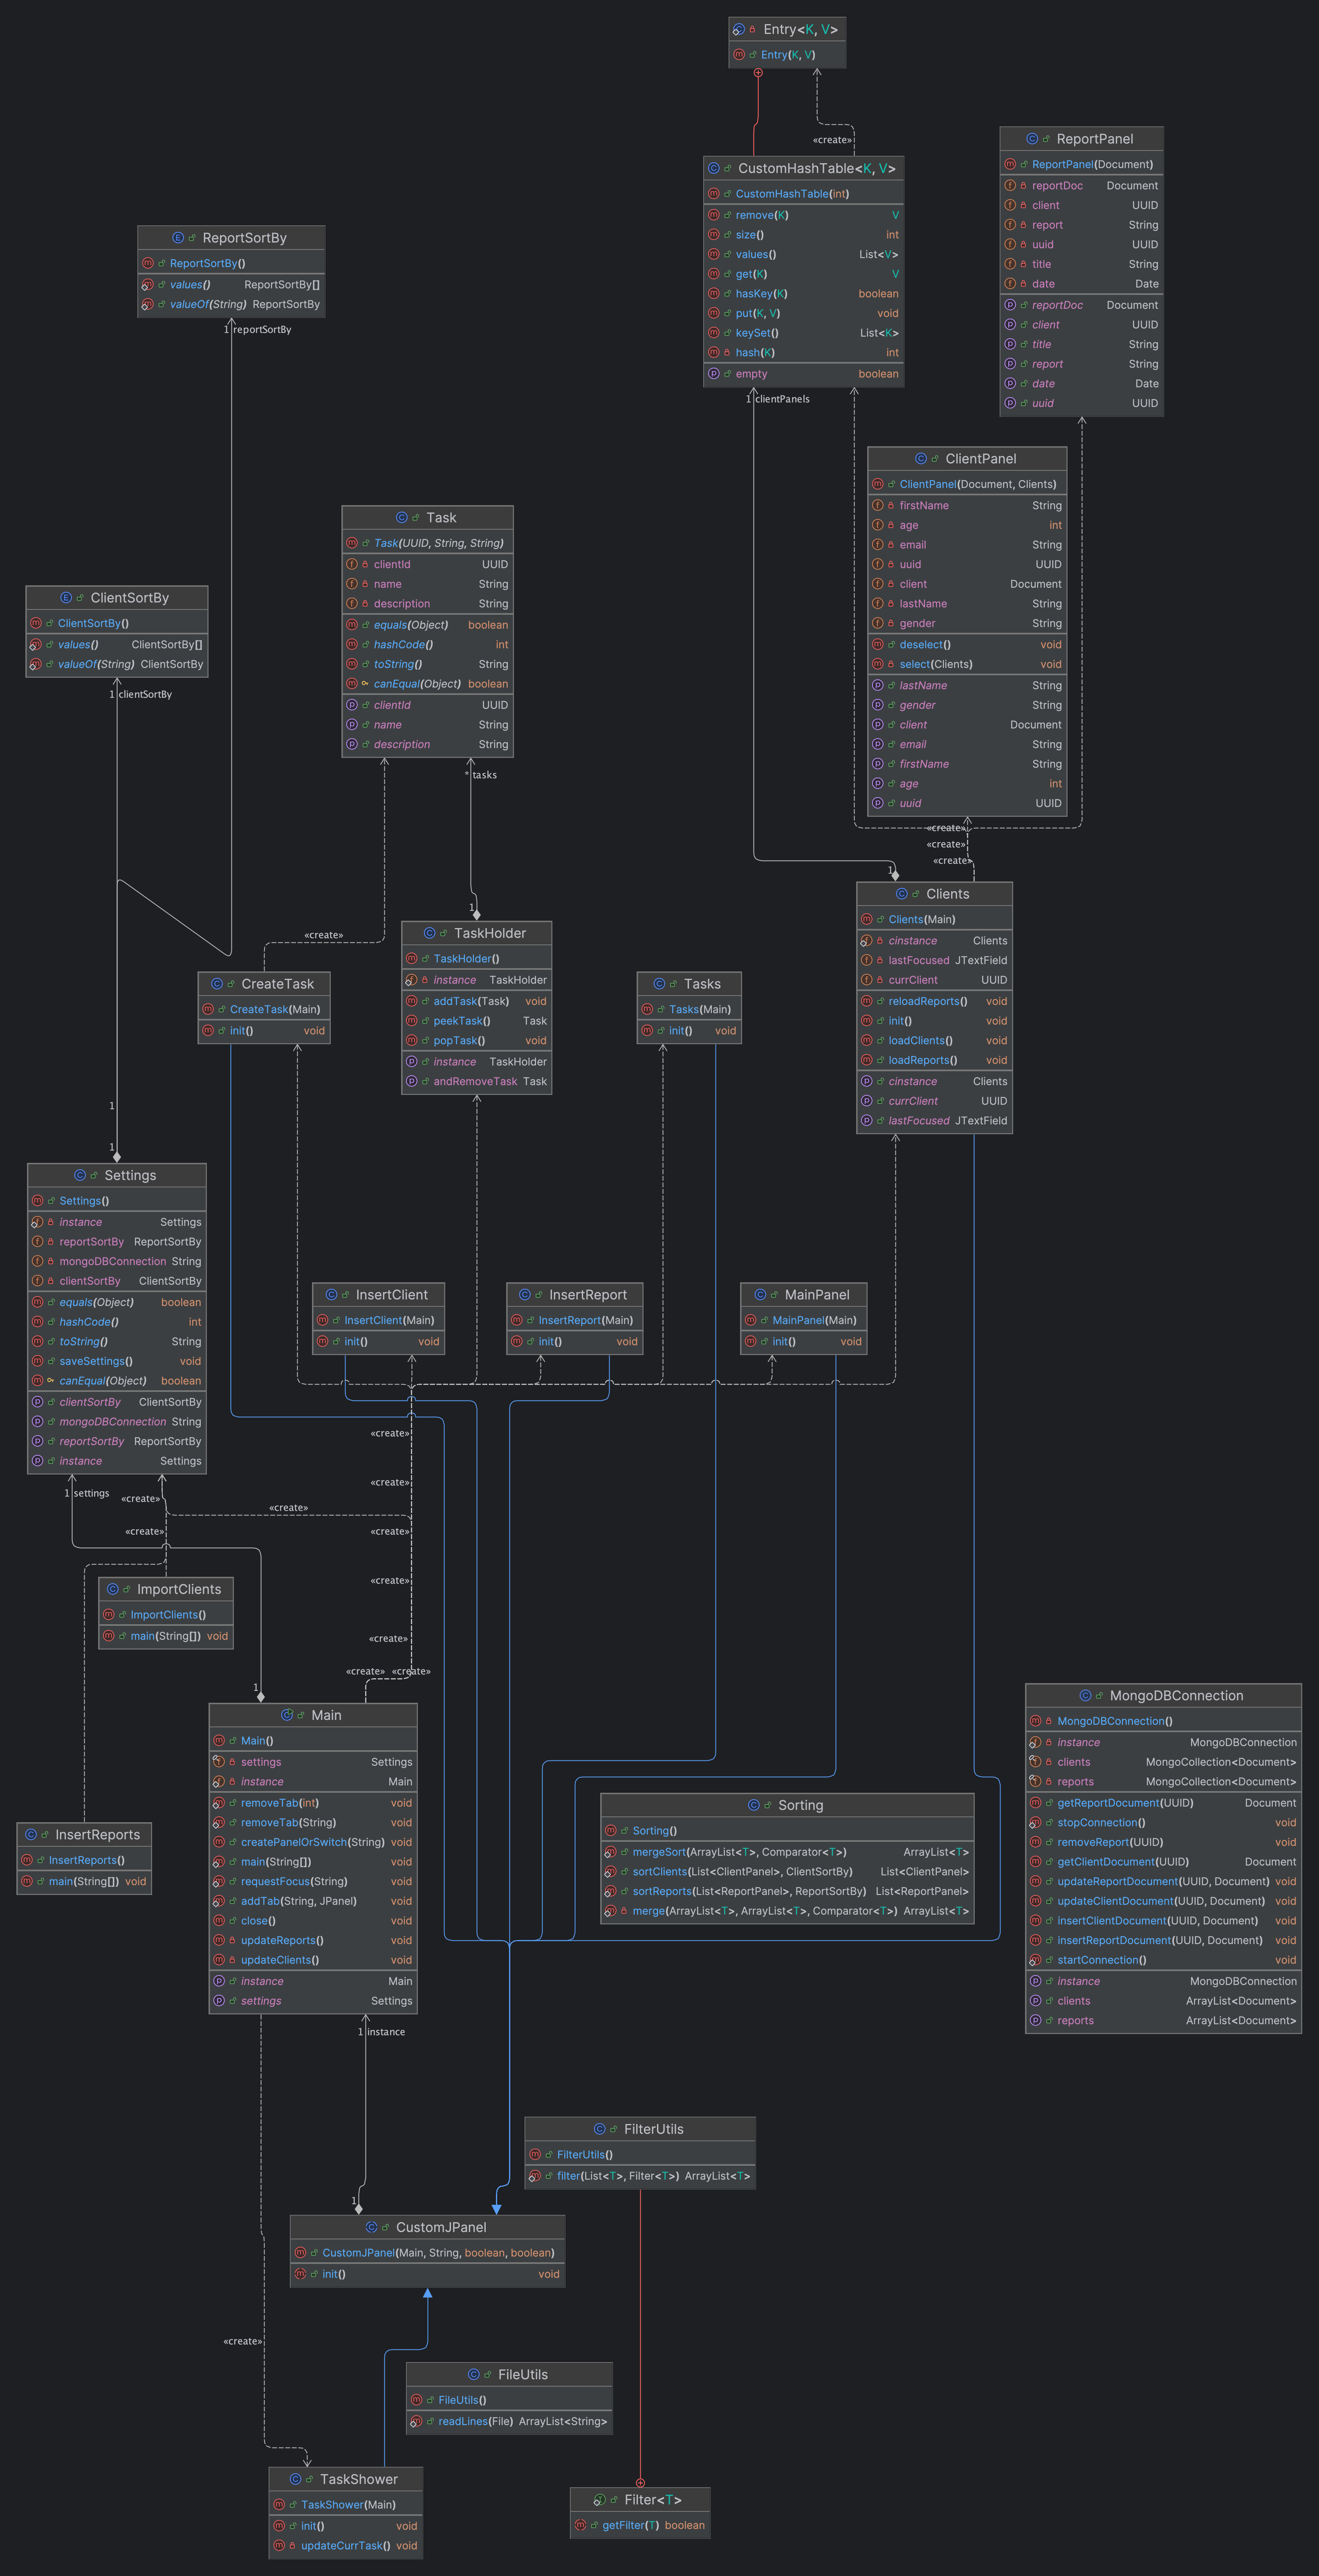 Entry<K, V>
Entry(K, V)
«create»
CustomHashTable<K, V>
CustomHashTable(int)
remove(K) V
size() int
values() List<V>
get(K) V
hasKey(K) boolean
put(K, V) void
keySet() List<K>
hash(K) int
empty boolean
1 clientPanels
ReportPanel
ReportPanel(Document)
reportDoc Document
client UUID
report String
uuid UUID
title String
date Date
reportDoc Document
client UUID
title String
report String
date Date
uuid UUID
ReportSortBy
ReportSortBy()
values() ReportSortBy[]
valueOf(String) ReportSortBy
1 reportSortBy
ClientPanel
ClientPanel(Document, Clients)
firstName String
age int
email String
uuid UUID
client Document
lastName String
gender String
deselect() void
select(Clients) void
lastName String
gender String
client Document
email String
firstName String
age int
uuid UUID
«create»
«create»
«create»
1
Task
Task(UUID, String, String)
clientId UUID
name String
description String
equals(Object) boolean
hashCode() int
toString() String
canEqual(Object) boolean
clientId UUID
name String
description String
* tasks
ClientSortBy
ClientSortBy()
values() ClientSortBy[]
valueOf(String) ClientSortBy
1 clientSortBy
Clients
Clients(Main)
cinstance Clients
lastFocused JTextField
currClient UUID
reloadReports() void
init() void
loadClients() void
loadReports() void
cinstance Clients
currClient UUID
lastFocused JTextField
1
TaskHolder
TaskHolder()
instance TaskHolder
addTask(Task) void
peekTask() Task
popTask() void
instance TaskHolder
andRemoveTask Task
«create»
CreateTask
CreateTask(Main)
init() void
Tasks
Tasks(Main)
init() void
1
1
Settings
Settings()
instance Settings
reportSortBy ReportSortBy
mongoDBConnection String
clientSortBy ClientSortBy
equals(Object) boolean
hashCode() int
toString() String
saveSettings() void
canEqual(Object) boolean
clientSortBy ClientSortBy
mongoDBConnection String
reportSortBy ReportSortBy
instance Settings
InsertClient
InsertClient(Main)
init() void
InsertReport
InsertReport(Main)
init() void
MainPanel
MainPanel(Main)
init() void
«create»
«create»
1 settings
«create»
«create»
«create»
«create»
«create»
«create»
«create» «create»
ImportClients
ImportClients()
main(String[]) void
1
Main
Main()
settings Settings
instance Main
removeTab(int) void
removeTab(String) void
createPanelOrSwitch(String) void
main(String[]) void
requestFocus(String) void
addTab(String, JPanel) void
close() void
updateReports() void
updateClients() void
instance Main
settings Settings
1 instance
InsertReports
InsertReports()
main(String[]) void
Sorting
Sorting()
mergeSort(ArrayList<T>, Comparator<T>) ArrayList<T>
sortClients(List<ClientPanel>, ClientSortBy) List<ClientPanel>
sortReports(List<ReportPanel>, ReportSortBy) List<ReportPanel>
merge(ArrayList<T>, ArrayList<T>, Comparator<T>) ArrayList<T>
MongoDBConnection
MongoDBConnection()
instance MongoDBConnection
clients MongoCollection<Document>
reports MongoCollection<Document>
getReportDocument(UUID) Document
stopConnection() void
removeReport(UUID) void
getClientDocument(UUID) Document
updateReportDocument(UUID, Document) void
updateClientDocument(UUID, Document) void
insertClientDocument(UUID, Document) void
insertReportDocument(UUID, Document) void
startConnection() void
instance MongoDBConnection
clients ArrayList<Document>
reports ArrayList<Document>
FilterUtils
FilterUtils()
filter(List<T>, Filter<T>) ArrayList<T>
1
CustomJPanel
CustomJPanel(Main, String, boolean, boolean)
init() void
«create»
FileUtils
FileUtils()
readLines(File) ArrayList<String>
TaskShower
TaskShower(Main)
init() void
updateCurrTask() void
Filter<T>
getFilter(T) boolean